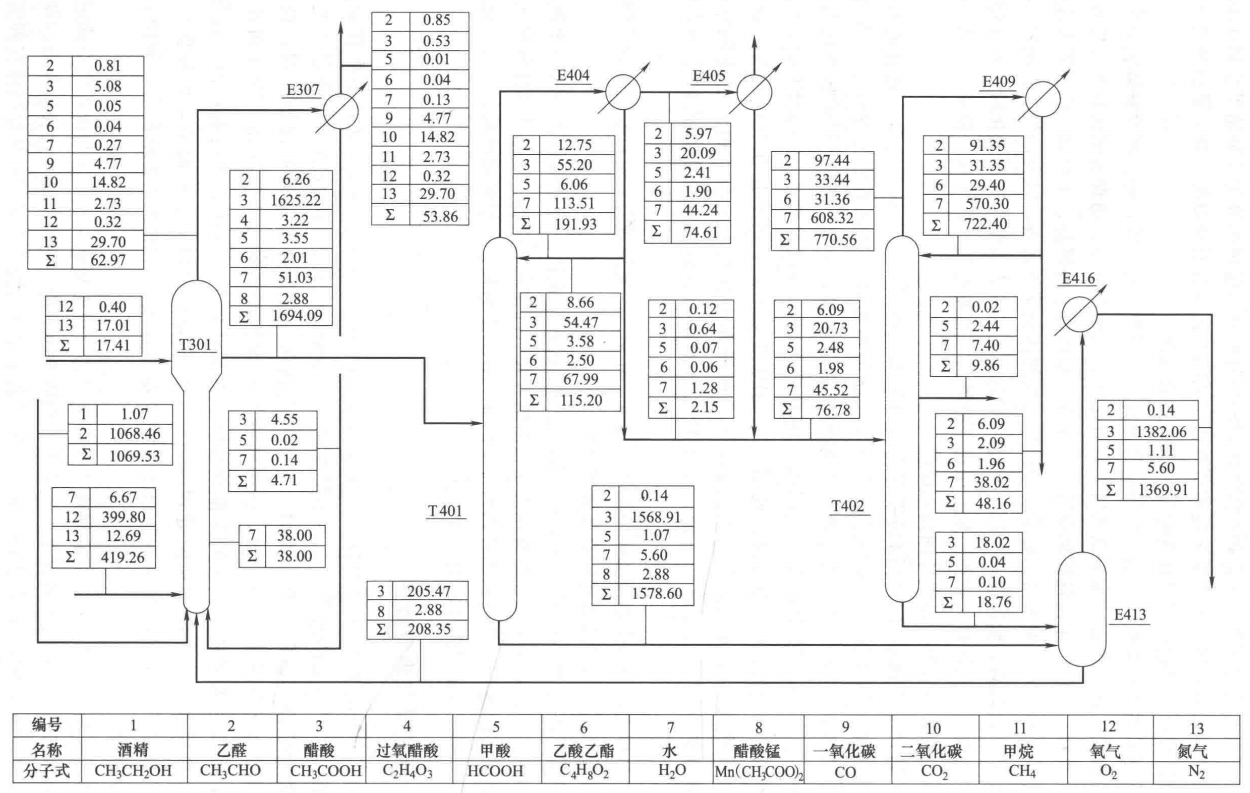 E307
2 0.81
3 5.08
5 0.05
6 0.04
7 0.27
9 4.77
10 14.82
11 2.73
12 0.32
13 29.70
Σ 62.97
2 0.85
3 0.53
5 0.01
6 0.04
7 0.13
9 4.77
10 14.82
11 2.73
12 0.32
13 29.70
Σ 53.86
2 6.26
3 1625.22
4 3.22
5 3.55
6 2.01
7 51.03
8 2.88
Σ 1694.09
12 0.40
13 17.01
Σ 17.41
T301
1 1.07
2 1068.46
Σ 1069.53
7 6.67
12 399.80
13 12.69
Σ 419.26
3 4.55
5 0.02
7 0.14
Σ 4.71
7 38.00
Σ 38.00
3 205.47
8 2.88
Σ 208.35
E404
E405
2 12.75
3 55.20
5 6.06
7 113.51
Σ 191.93
2 5.97
3 20.09
5 2.41
6 1.90
7 44.24
Σ 74.61
2 8.66
3 54.47
5 3.58
6 2.50
7 67.99
Σ 115.20
2 0.12
3 0.64
5 0.07
6 0.06
7 1.28
Σ 2.15
T401
2 0.14
3 1568.91
5 1.07
7 5.60
8 2.88
Σ 1578.60
E409
2 97.44
3 33.44
6 31.36
7 608.32
Σ 770.56
2 91.35
3 31.35
6 29.40
7 570.30
Σ 722.40
2 6.09
3 20.73
5 2.48
6 1.98
7 45.52
Σ 76.78
2 0.02
5 2.44
7 7.40
Σ 9.86
T402
2 6.09
3 2.09
6 1.96
7 38.02
Σ 48.16
3 18.02
5 0.04
7 0.10
Σ 18.76
E416
2 0.14
3 1382.06
5 1.11
7 5.60
Σ 1369.91
E413
编号 1 2 3 4 5 6 7 8 9 10 11 12 13
名称 酒精 乙醛 醋酸 过氧醋酸 甲酸 乙酸乙酯 水 醋酸锰 一氧化碳 二氧化碳 甲烷 氧气 氮气
分子式 CH₃CH₂OH CH₃CHO CH₃COOH C₂H₄O₃ HCOOH C₄H₈O₂ H₂O Mn(CH₃COO)₂ CO CO₂ CH₄ O₂ N₂